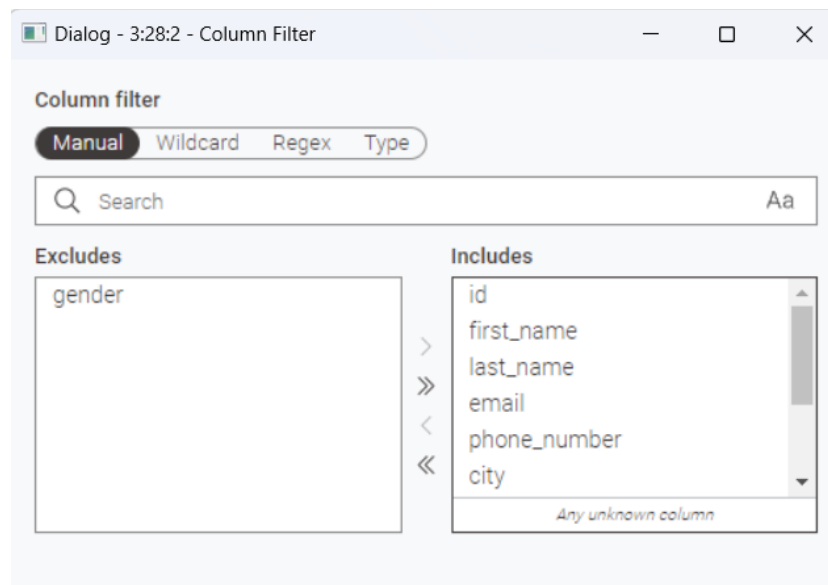 Dialog - 3:28:2 - Column Filter
Column filter
Manual Wildcard Regex Type
Search Aa
Excludes
gender
Includes
id
first_name
last_name
email
phone_number
city
Any unknown column